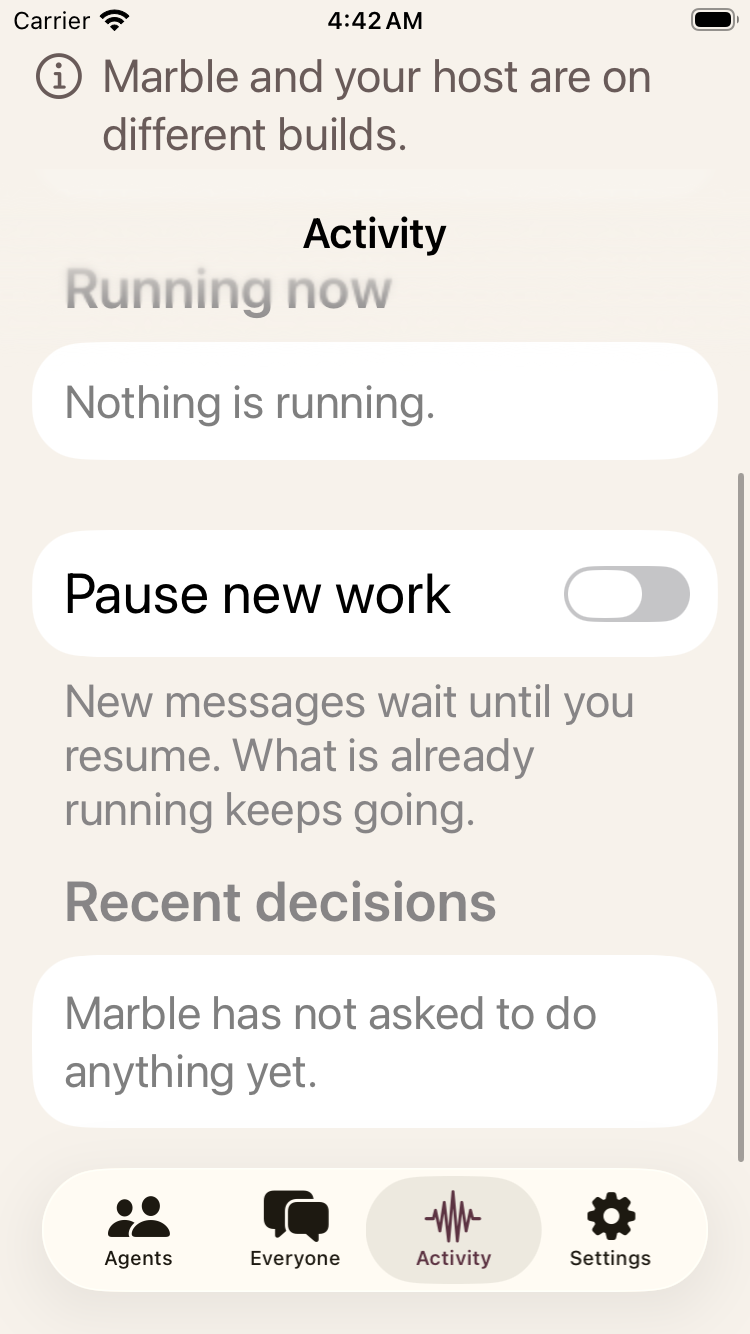 Carrier 4:42 AM
Marble and your host are on
different builds.
Activity
Running now
Nothing is running.
Pause new work
New messages wait until you
resume. What is already
running keeps going.
Recent decisions
Marble has not asked to do
anything yet.
Agents Everyone Activity Settings